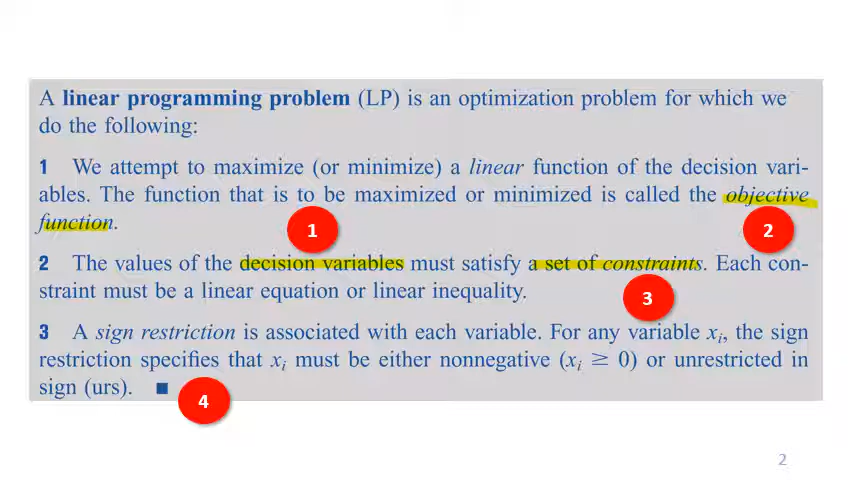 A linear programming problem (LP) is an optimization problem for which we
do the following:
1 We attempt to maximize (or minimize) a linear function of the decision vari-
ables. The function that is to be maximized or minimized is called the objective
function.
1
2
2 The values of the decision variables must satisfy a set of constraints. Each con-
straint must be a linear equation or linear inequality.
3
3 A sign restriction is associated with each variable. For any variable xᵢ, the sign
restriction specifies that xᵢ must be either nonnegative (xᵢ ≥ 0) or unrestricted in
sign (urs). ■
4
2